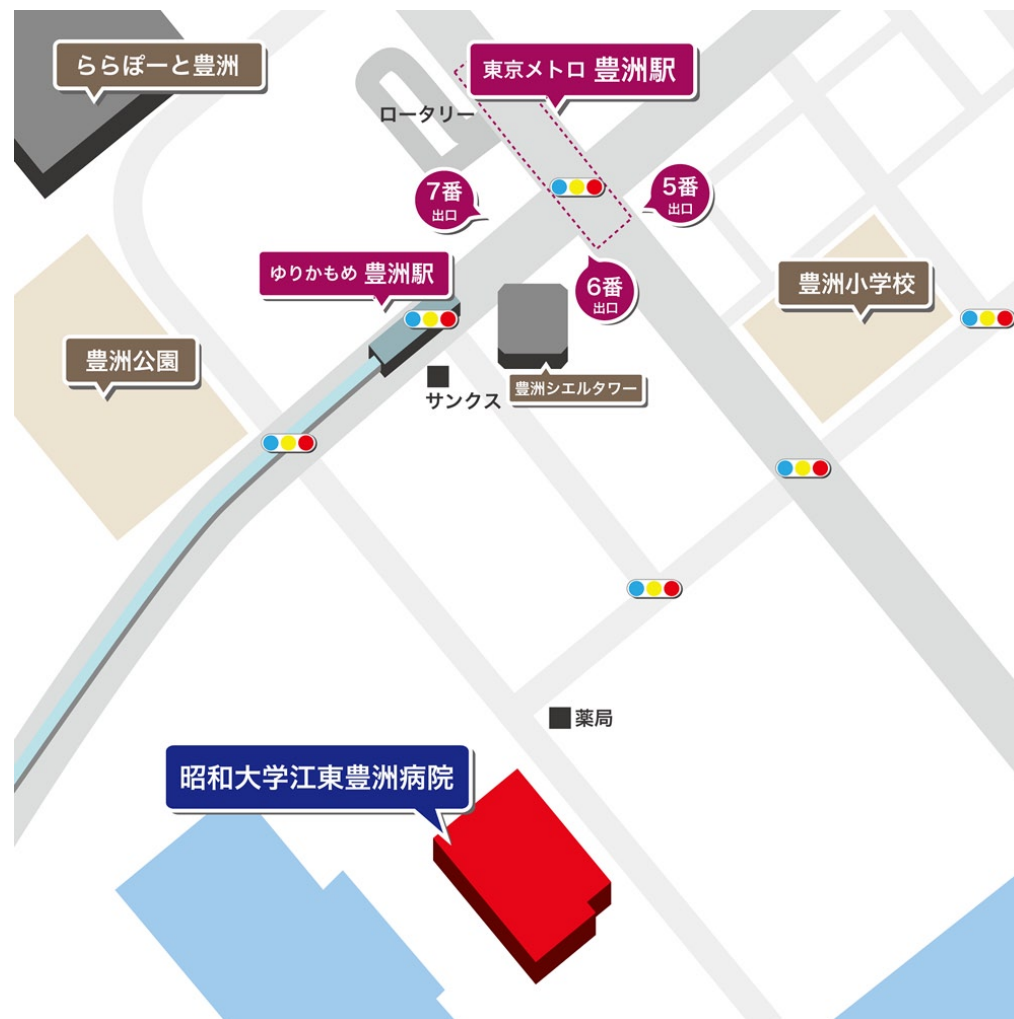 ららぽーと豊洲
東京メトロ 豊洲駅
ロータリー
7番
出口
5番
出口
ゆりかもめ 豊洲駅
6番
出口
豊洲小学校
豊洲公園
サンクス
豊洲シエルタワー
薬局
昭和大学江東豊洲病院